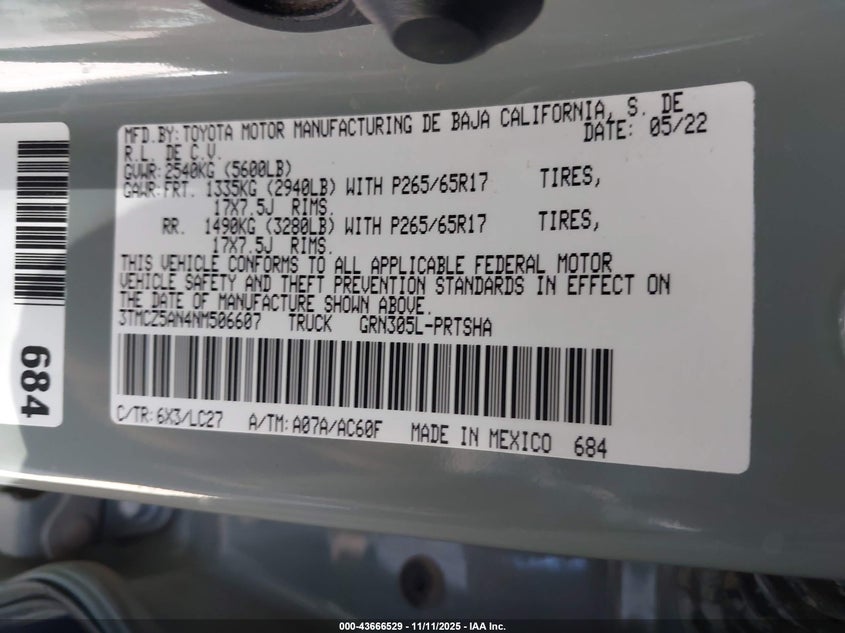 MFD.BY:TOYOTA MOTOR MANUFACTURING DE BAJA CALIFORNIA, S. DE
R.L. DE C.V. DATE: 05/22
GVWR:2540KG (5600LB)
GAWR:FRT. 1335KG (2940LB) WITH P265/65R17 TIRES,
17X7.5J RIMS.
RR. 1490KG (3280LB) WITH P265/65R17 TIRES,
17X7.5J RIMS.
THIS VEHICLE CONFORMS TO ALL APPLICABLE FEDERAL MOTOR
VEHICLE SAFETY AND THEFT PREVENTION STANDARDS IN EFFECT ON
THE DATE OF MANUFACTURE SHOWN ABOVE.
3TMCZ5AN4NM506607 TRUCK GRN305L-PRTSHA
C/TR:6X3/LC27 A/TM:A07A/AC60F MADE IN MEXICO 684
684
000-43666529 - 11/11/2025 - IAA Inc.